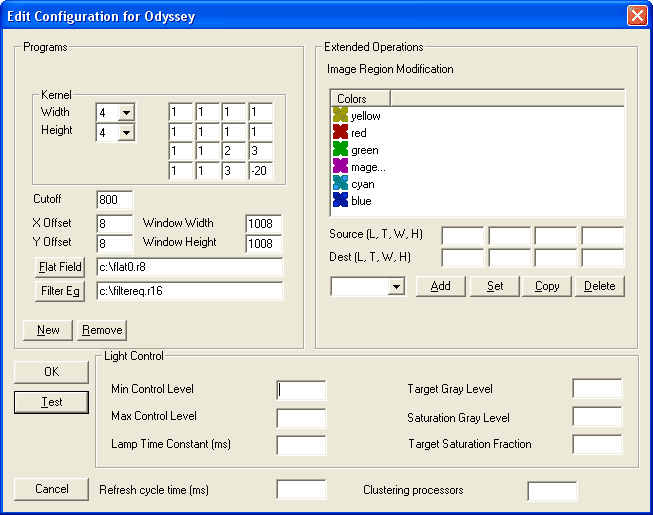 Edit Configuration for Odyssey
Programs
Kernel
Width 4
Height 4
1 1 1 1
1 1 1 1
1 1 2 3
1 1 3 -20
Cutoff 800
X Offset 8 Window Width 1008
Y Offset 8 Window Height 1008
Flat Field c:\flat0.r8
Filter Eq c:\filtereq.r16
New Remove
Extended Operations
Image Region Modification
Colors
yellow
red
green
mage...
cyan
blue
Source (L, T, W, H)
Dest (L, T, W, H)
Add Set Copy Delete
OK
Test
Cancel
Light Control
Min Control Level
Max Control Level
Lamp Time Constant (ms)
Target Gray Level
Saturation Gray Level
Target Saturation Fraction
Refresh cycle time (ms)
Clustering processors